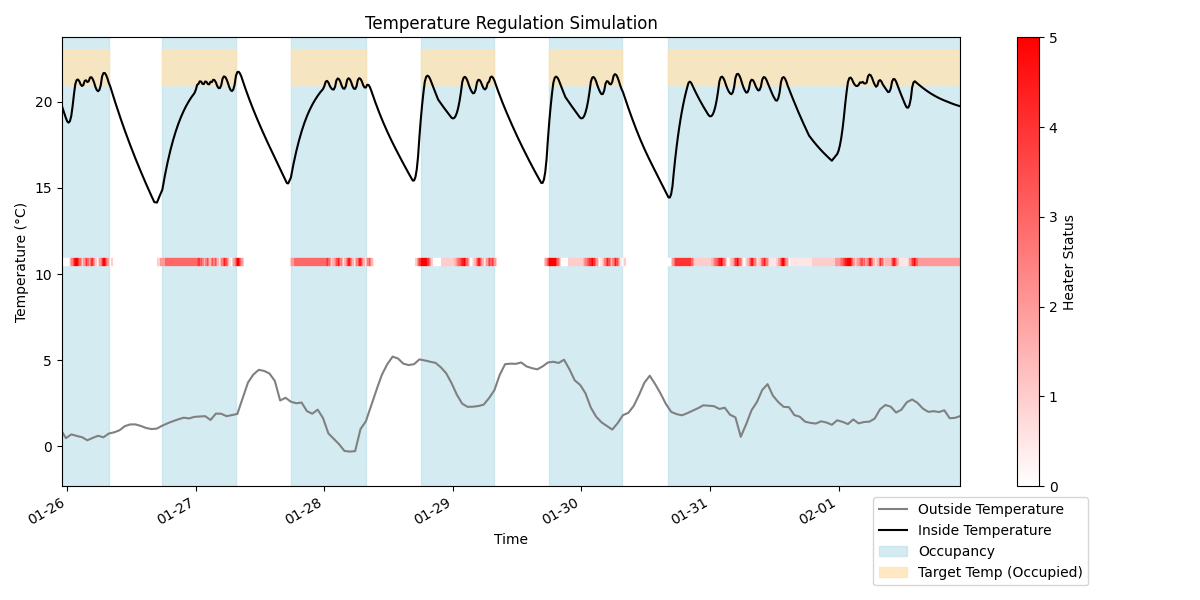 Temperature Regulation Simulation
Temperature (°C)
20
15
10
5
0
01-26
01-27
01-28
01-29
01-30
01-31
02-01
Time
5
4
3
2
1
0
Heater Status
Outside Temperature
Inside Temperature
Occupancy
Target Temp (Occupied)